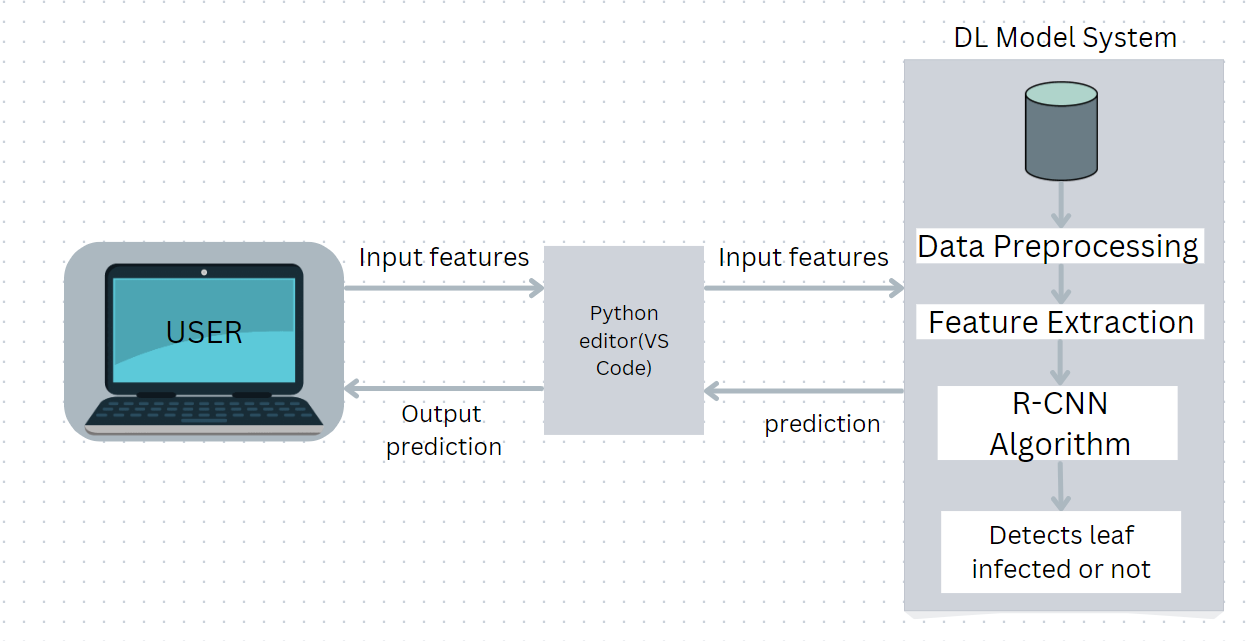 DL Model System
Data Preprocessing
Feature Extraction
R-CNN
Algorithm
Detects leaf
infected or not
Input features
Input features
USER
Python
editor(VS
Code)
Output
prediction
prediction